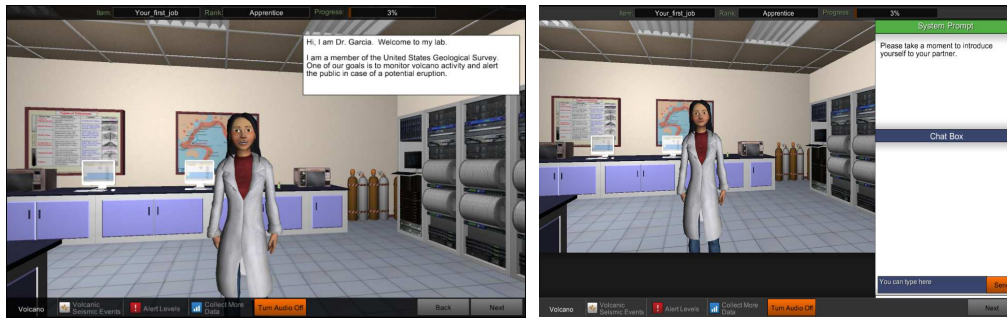 Item: Your_first_job Rank: Apprentice Progress: 3%
Hi, I am Dr. Garcia. Welcome to my lab.
I am a member of the United States Geological Survey.
One of our goals is to monitor volcano activity and alert
the public in case of a potential eruption.
Volcano
Volcanic
Seismic Events
Alert Levels
Collect More
Data
Turn Audio Off
Back
Next
Item: Your_first_job Rank: Apprentice Progress: 3%
System Prompt
Please take a moment to introduce
yourself to your partner.
Chat Box
You can type here
Send
Volcano
Volcanic
Seismic Events
Alert Levels
Collect More
Data
Turn Audio Off
Next